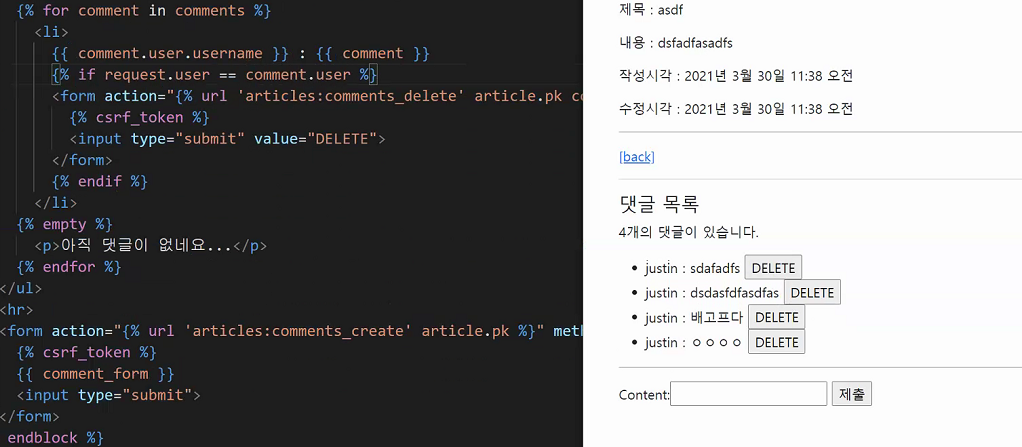 {% for comment in comments %}
<li>
{{ comment.user.username }} : {{ comment }}
{% if request.user == comment.user %}
<form action="{% url 'articles:comments_delete' article.pk co
{% csrf_token %}
<input type="submit" value="DELETE">
</form>
{% endif %}
</li>
{% empty %}
<p>아직 댓글이 없네요...</p>
{% endfor %}
</ul>
<hr>
<form action="{% url 'articles:comments_create' article.pk %}" meth
{% csrf_token %}
{{ comment_form }}
<input type="submit">
</form>
endblock %}
제목 : asdf
내용 : dsfadfasadfs
작성시각 : 2021년 3월 30일 11:38 오전
수정시각 : 2021년 3월 30일 11:38 오전
[back]
댓글 목록
4개의 댓글이 있습니다.
justin : sdafadfs DELETE
justin : dsdasfdfasdfas DELETE
justin : 배고프다 DELETE
justin : ㅇㅇㅇㅇ DELETE
Content: 제출